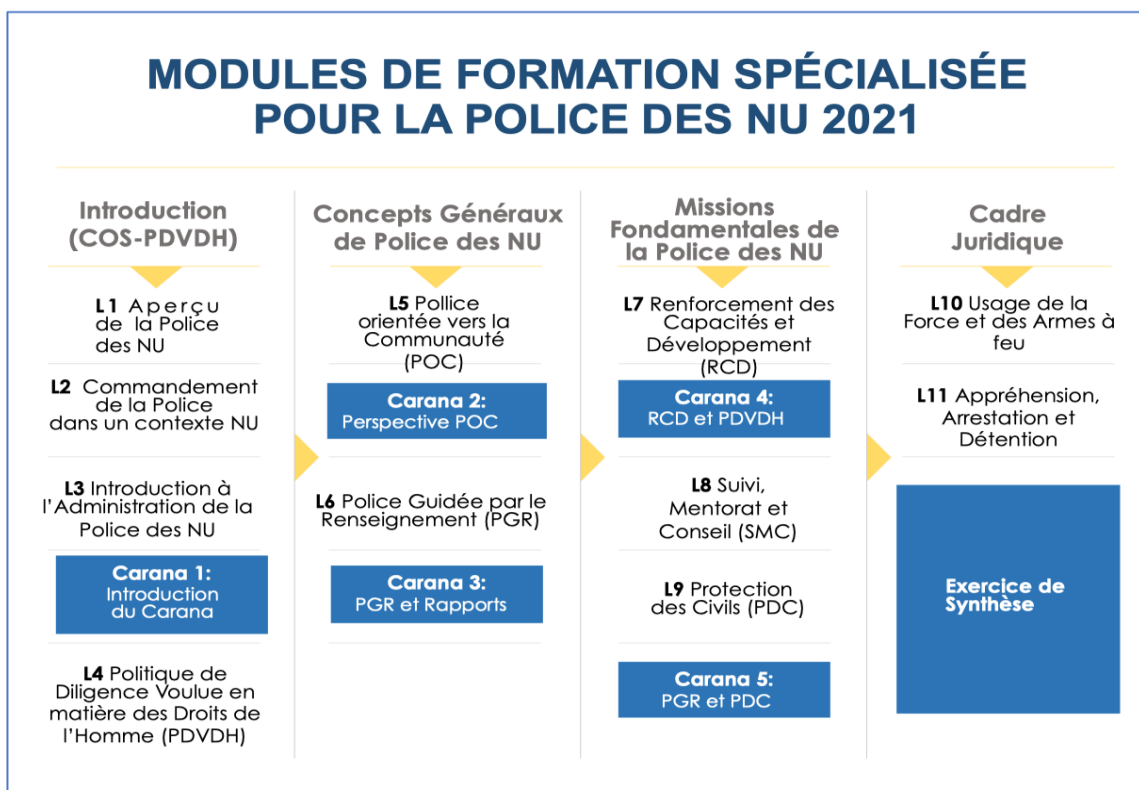 MODULES DE FORMATION SPÉCIALISÉE
POUR LA POLICE DES NU 2021
Introduction
(COS-PDVDH)
L1 Aperçu
de la Police
des NU
L2 Commandement
de la Police
dans un contexte NU
L3 Introduction à
l'Administration de la
Police des NU
Carana 1:
Introduction
du Carana
L4 Politique de
Diligence Voulue en
matière des Droits de
l'Homme (PDVDH)
Concepts Généraux
de Police des NU
L5 Pollice
orientée vers la
Communauté
(POC)
Carana 2:
Perspective POC
L6 Police Guidée par le
Renseignement (PGR)
Carana 3:
PGR et Rapports
Missions
Fondamentales de
la Police des NU
L7 Renforcement des
Capacités et
Développement
(RCD)
Carana 4:
RCD et PDVDH
L8 Suivi,
Mentorat et
Conseil (SMC)
L9 Protection
des Civils (PDC)
Carana 5:
PGR et PDC
Cadre
Juridique
L10 Usage de la
Force et des Armes à
feu
L11 Appréhension,
Arrestation et
Détention
Exercice de
Synthèse